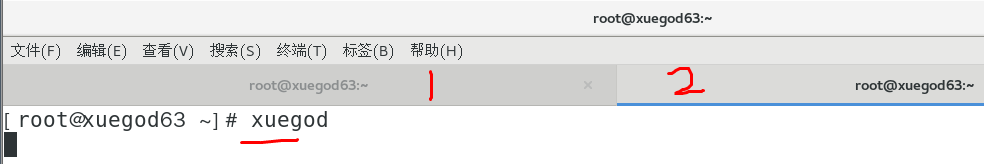 root@xuegod63:~
文件(F) 编辑(E) 查看(V) 搜索(S) 终端(T) 标签(B) 帮助(H)
root@xuegod63:~ 1 × 2 root@xuegod63:~
[root@xuegod63 ~]# xuegod